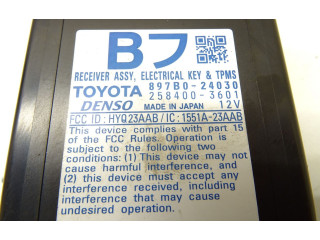 Bフ
RECEIVER ASSY, ELECTRICAL KEY & TPMS
TOYOTA 897B0-24030
DENSO 258400-3601
MADE IN JAPAN 12V
FCC ID: HYQ23AAB / IC: 1551A-23AAB
This device complies with part 15
of the FCC Rules. Operation is
subject to the following two
conditions: (1) This device may not
cause harmful interference, and
(2) this device must accept any
interference received, including
interference that may cause
undesired operation.